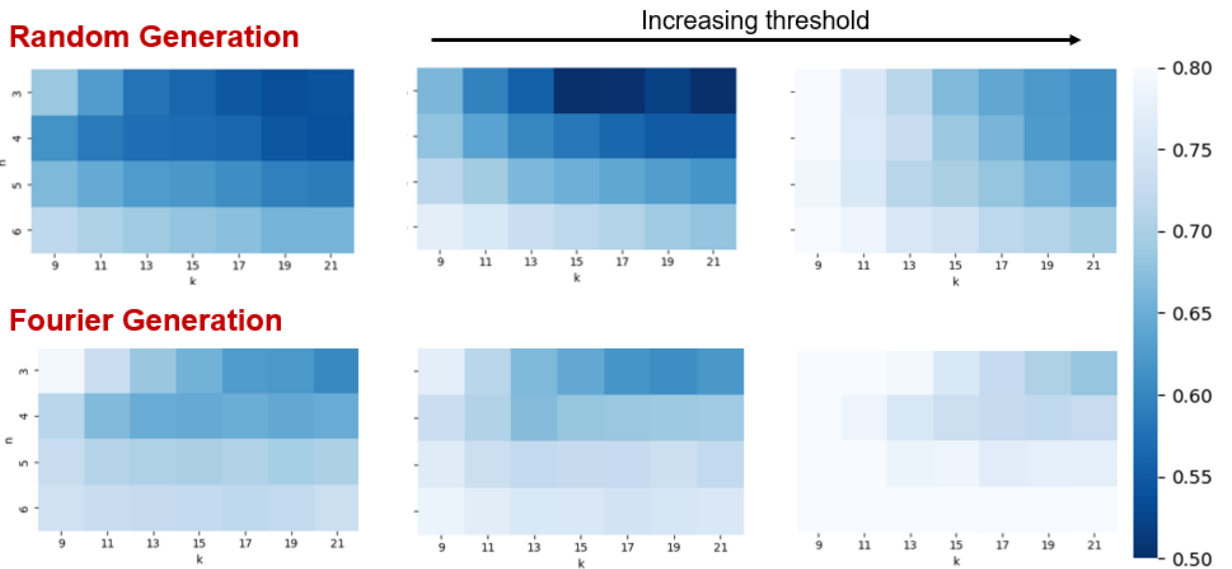 Increasing threshold
Random Generation
0.80
3
4
5
6
n
9 11 13 15 17 19 21
k
9 11 13 15 17 19 21
k
9 11 13 15 17 19 21
k
0.75
0.70
0.65
0.60
0.55
0.50
Fourier Generation
3
4
5
6
n
9 11 13 15 17 19 21
k
9 11 13 15 17 19 21
k
9 11 13 15 17 19 21
k